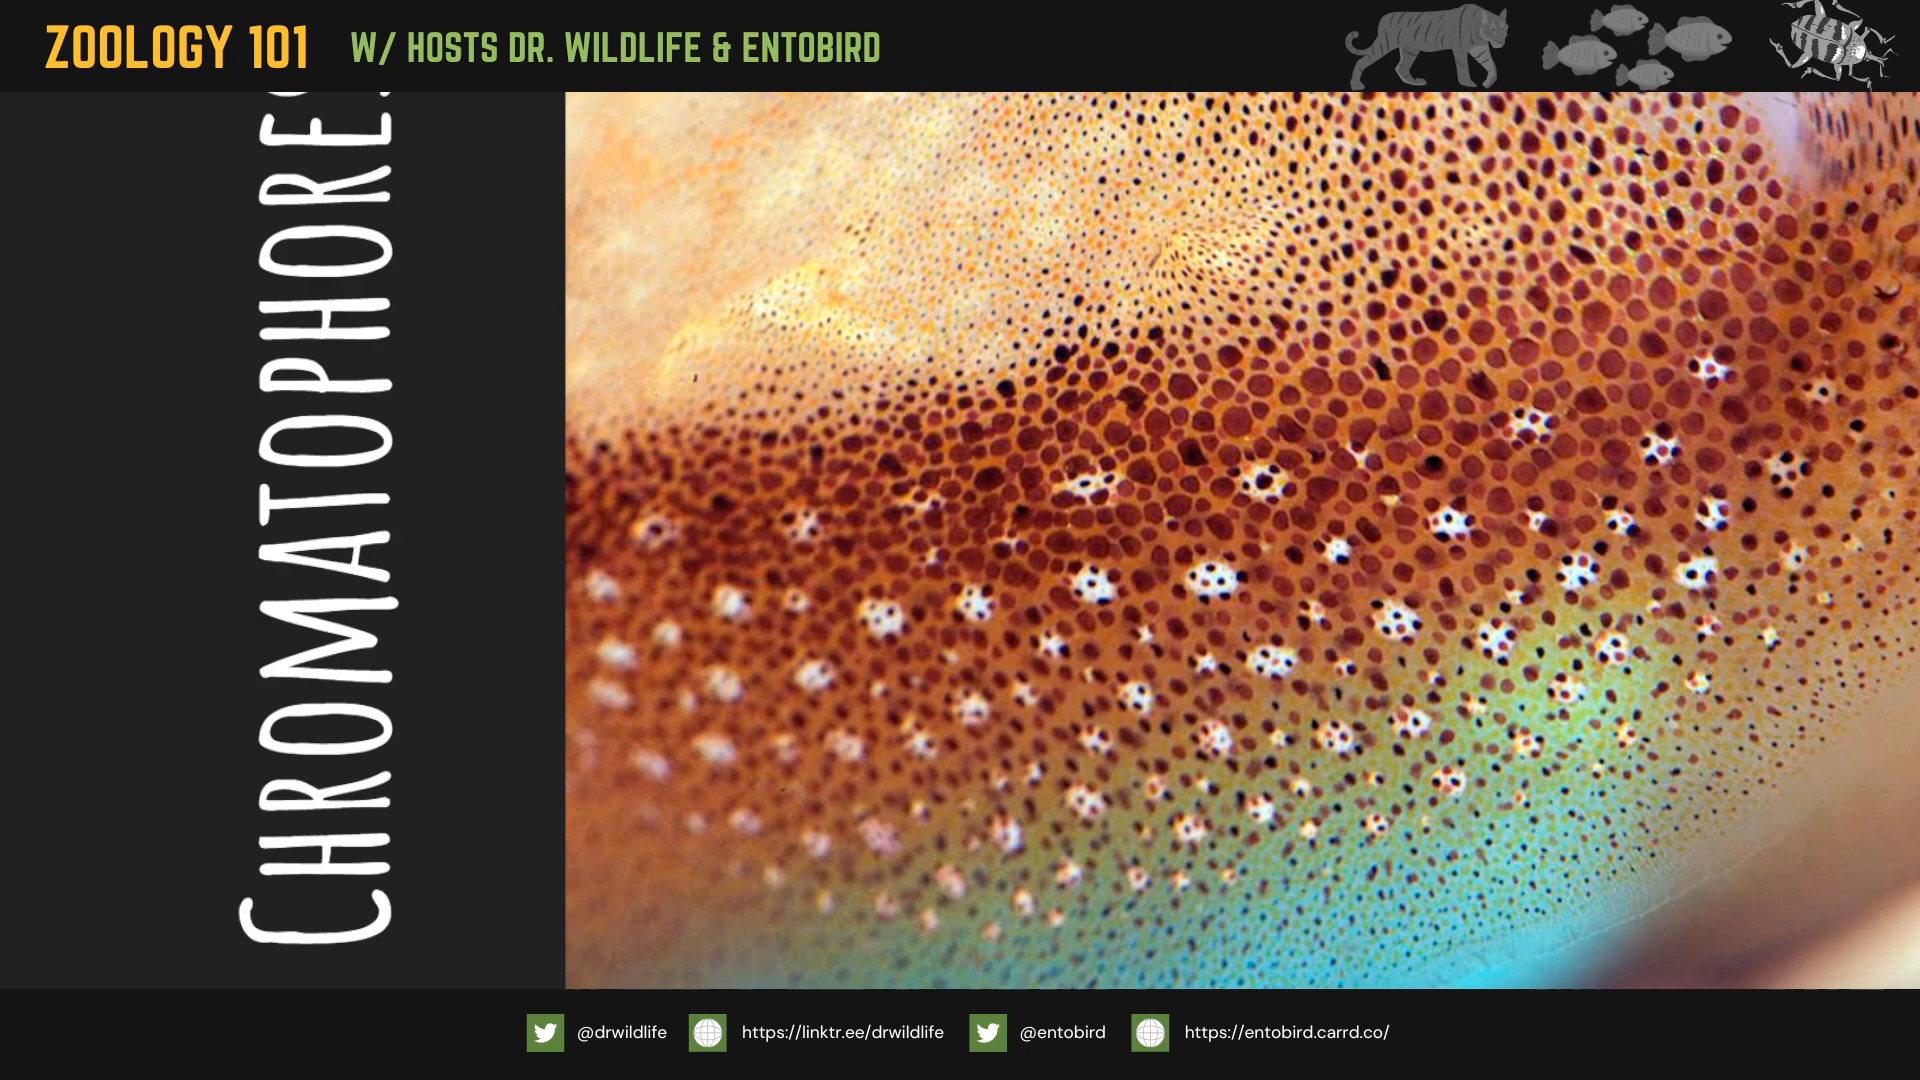 ZOOLOGY 101 W/ HOSTS DR. WILDLIFE & ENTOBIRD
CHROMATOPHORES
@drwildlife https://linktr.ee/drwildlife @entobird https://entobird.carrd.co/